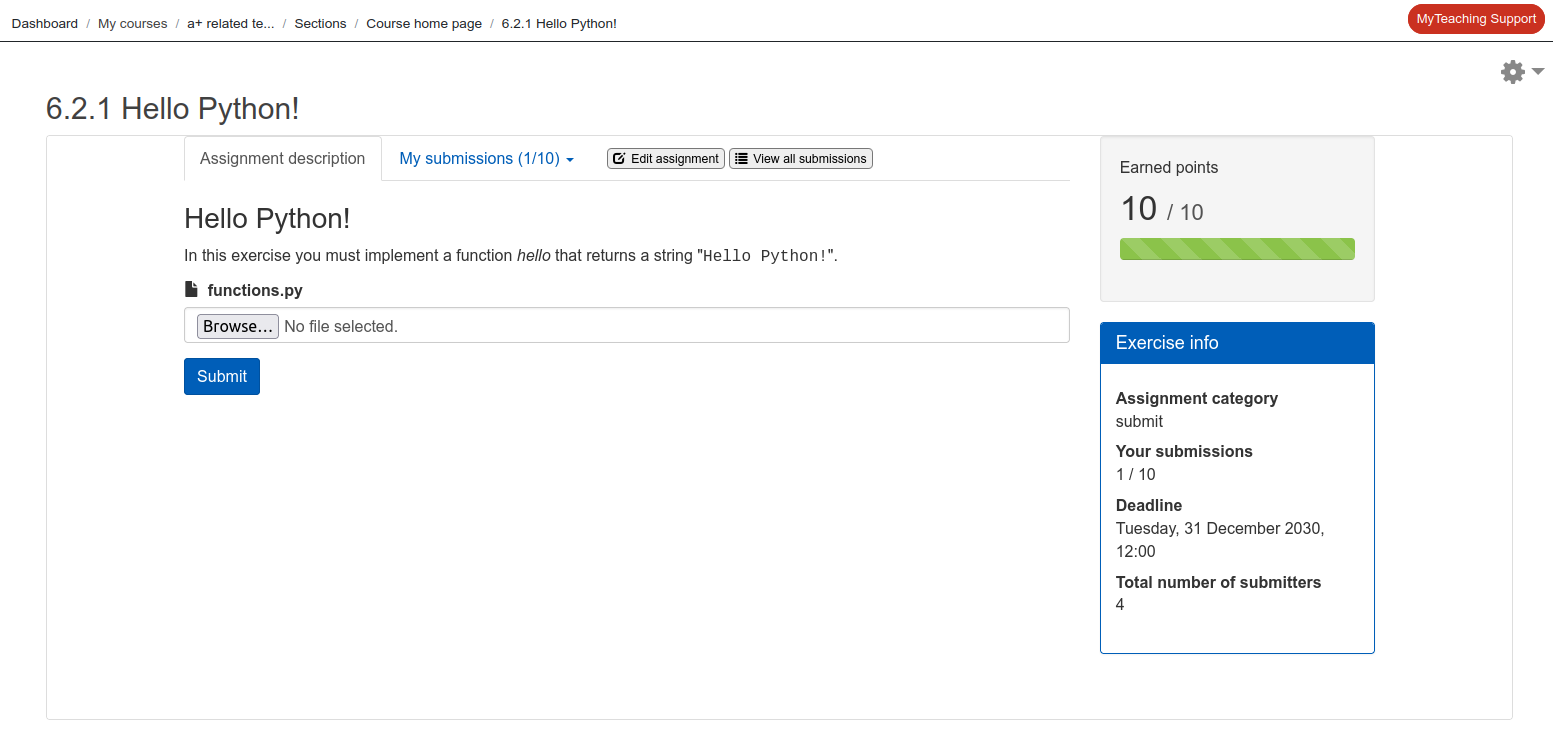 Dashboard / My courses / a+ related te... / Sections / Course home page / 6.2.1 Hello Python!
MyTeaching Support
6.2.1 Hello Python!
Assignment description
My submissions (1/10)
Edit assignment
View all submissions
Hello Python!
In this exercise you must implement a function hello that returns a string "Hello Python!".
functions.py
Browse... No file selected.
Submit
Earned points
10 / 10
Exercise info
Assignment category
submit
Your submissions
1 / 10
Deadline
Tuesday, 31 December 2030,
12:00
Total number of submitters
4